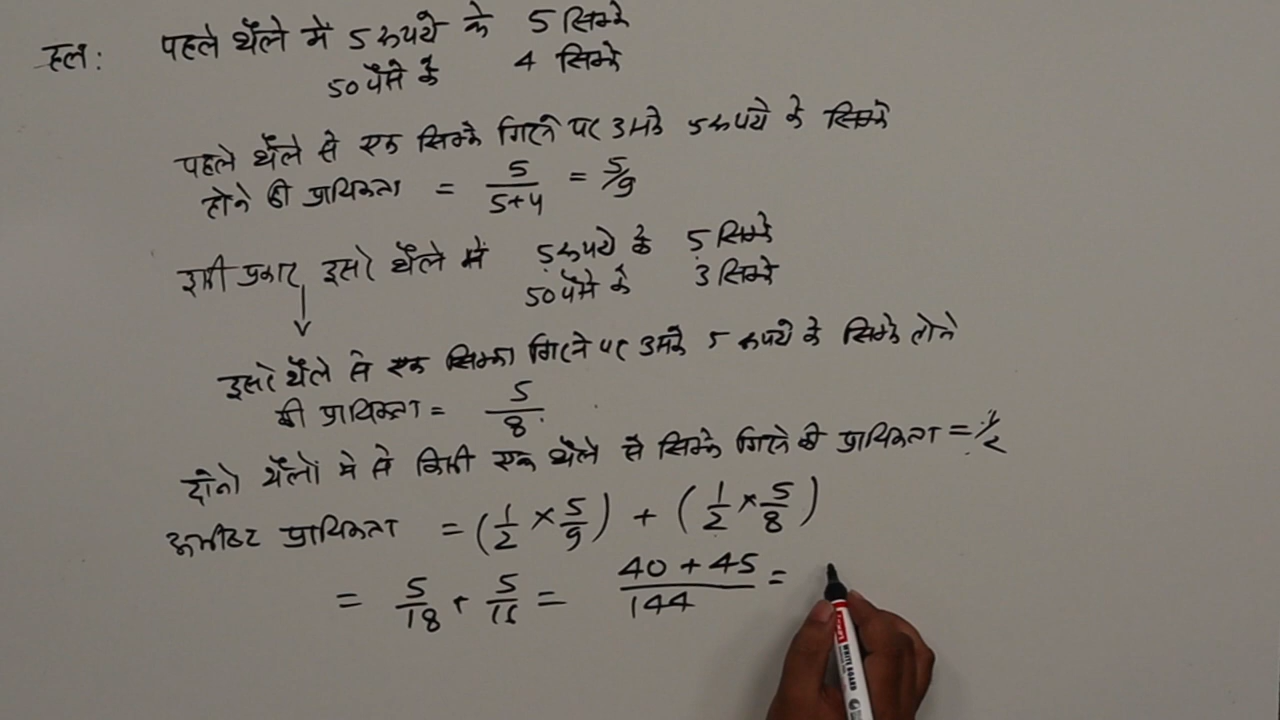 हल: पहले थैले में 5 रूपये के 5 सिक्के
50 पैसे के 4 सिक्के
पहले थैले से एक सिक्के गिरने पर उसके 5 रूपये के सिक्के
होने की प्रायिकता = 5/5+4 = 5/9
इसी प्रकार, दूसरे थैले में 5 रूपये के 5 सिक्के
50 पैसे के 3 सिक्के
दूसरे थैले से एक सिक्का गिरने पर उसके 5 रूपये के सिक्के होने
की प्रायिकता = 5/8
दोनो थैलों मे से किसी एक थैले से सिक्के गिरने की प्रायिकता = 1/2
अभीष्ट प्रायिकता = (1/2 × 5/9) + (1/2 × 5/8)
= 5/18 + 5/16 = 40 + 45/144 =
WHITE BOARD